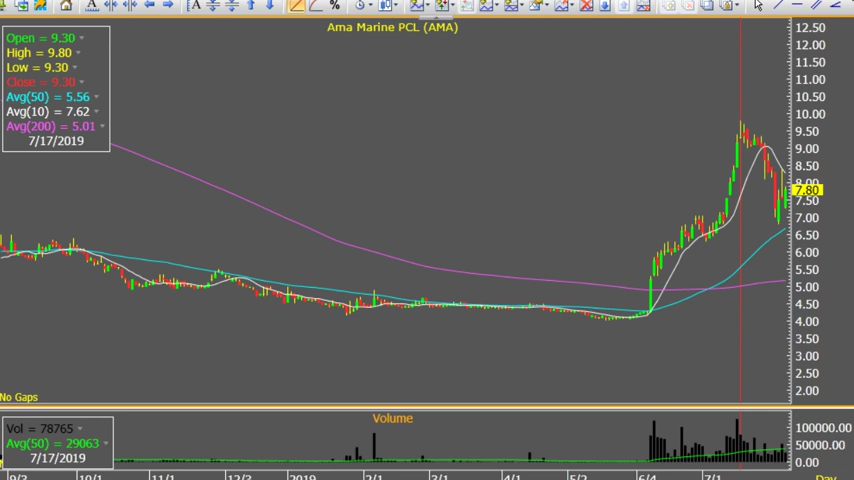 A A %
Ama Marine PCL (AMA)
Open = 9.30
High = 9.80
Low = 9.30
Close = 9.30
Avg(50) = 5.56
Avg(10) = 7.62
Avg(200) = 5.01
7/17/2019
12.50
12.00
11.50
11.00
10.50
10.00
9.50
9.00
8.50
8.00
7.80
7.50
7.00
6.50
6.00
5.50
5.00
4.50
4.00
3.50
3.00
2.50
2.00
No Gaps
Volume
Vol = 78765
Avg(50) = 29063
7/17/2019
100000.00
50000.00
0.00
10/1 11/1 12/3 2019 2/1 3/1 4/1 5/2 6/4 7/1 Day